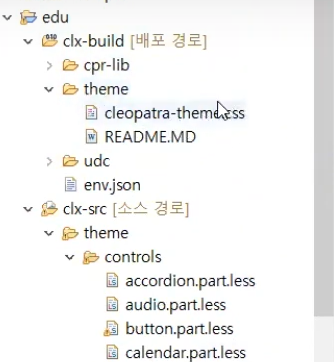 edu
clx-build [배포 경로]
cpr-lib
theme
cleopatra-theme.css
README.MD
udc
env.json
clx-src [소스 경로]
theme
controls
accordion.part.less
audio.part.less
button.part.less
calendar.part.less